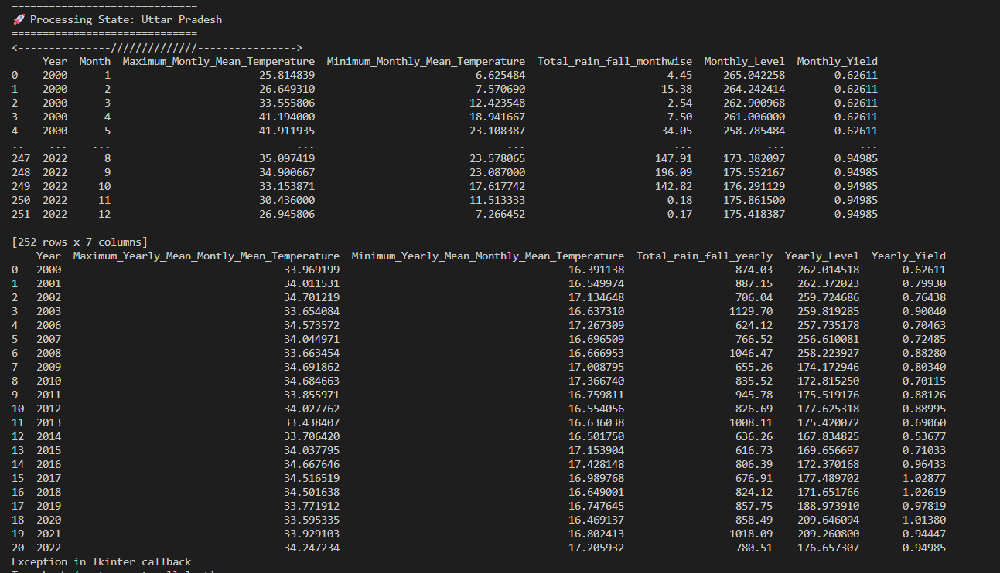 ==============================
🚀 Processing State: Uttar_Pradesh
==============================
<---------------//////////////---------------->
     Year  Month  Maximum_Montly_Mean_Temperature  Minimum_Monthly_Mean_Temperature  Total_rain_fall_monthwise  Monthly_Level  Monthly_Yield
0    2000      1                        25.814839                          6.625484                       4.45     265.042258        0.62611
1    2000      2                        26.649310                          7.570690                      15.38     264.242414        0.62611
2    2000      3                        33.555806                         12.423548                       2.54     262.900968        0.62611
3    2000      4                        41.194000                         18.941667                       7.50     261.006000        0.62611
4    2000      5                        41.911935                         23.108387                      34.05     258.785484        0.62611
..    ...    ...                              ...                               ...                        ...            ...            ...
247  2022      8                        35.097419                         23.578065                     147.91     173.382097        0.94985
248  2022      9                        34.900667                         23.087000                     196.09     175.552167        0.94985
249  2022     10                        33.153871                         17.617742                     142.82     176.291129        0.94985
250  2022     11                        30.436000                         11.513333                       0.18     175.861500        0.94985
251  2022     12                        26.945806                          7.266452                       0.17     175.418387        0.94985
[252 rows x 7 columns]
    Year  Maximum_Yearly_Mean_Montly_Mean_Temperature  Minimum_Yearly_Mean_Monthly_Mean_Temperature  Total_rain_fall_yearly  Yearly_Level  Yearly_Yield
0   2000                                    33.969199                                     16.391138                  874.03    262.014518       0.62611
1   2001                                    34.011531                                     16.549974                  887.15    262.372023       0.79930
2   2002                                    34.701219                                     17.134648                  706.04    259.724686       0.76438
3   2003                                    33.654084                                     16.637310                 1129.70    259.819285       0.90040
4   2006                                    34.573572                                     17.267309                  624.12    257.735178       0.70463
5   2007                                    34.044971                                     16.696509                  766.52    256.610081       0.72485
6   2008                                    33.663454                                     16.666953                 1046.47    258.223927       0.88280
7   2009                                    34.691862                                     17.008795                  655.26    174.172946       0.80340
8   2010                                    34.684663                                     17.366740                  835.52    172.815250       0.70115
9   2011                                    33.855971                                     16.759811                  945.78    175.519176       0.88126
10  2012                                    34.027762                                     16.554056                  826.69    177.625318       0.88995
11  2013                                    33.438407                                     16.636038                 1008.11    175.420072       0.69060
12  2014                                    33.706420                                     16.501750                  636.26    167.834825       0.53677
13  2015                                    34.037795                                     17.153904                  616.73    169.656697       0.71033
14  2016                                    34.667646                                     17.428148                  806.39    172.370168       0.96433
15  2017                                    34.516519                                     16.989768                  676.91    177.489702       1.02877
16  2018                                    34.501638                                     16.649001                  824.12    171.651766       1.02619
17  2019                                    33.771912                                     16.747645                  857.75    188.973910       0.97819
18  2020                                    33.595335                                     16.469137                  858.49    209.646094       1.01380
19  2021                                    33.929103                                     16.802413                 1018.09    209.260800       0.94447
20  2022                                    34.247234                                     17.205932                  780.51    176.657307       0.94985
Exception in Tkinter callback